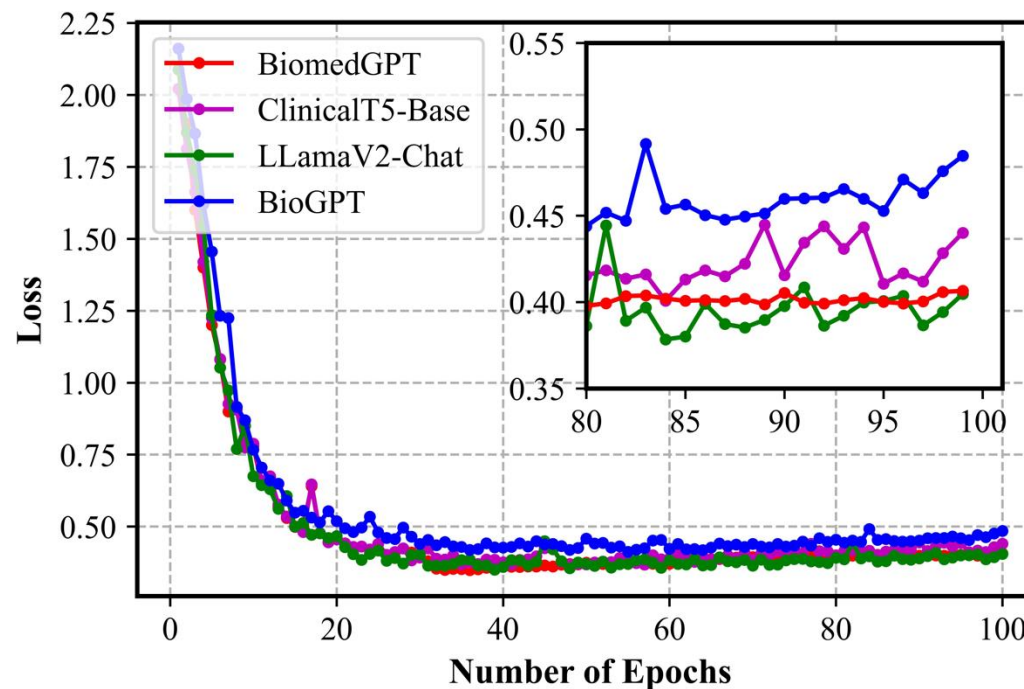 Loss
2.25
2.00
1.75
1.50
1.25
1.00
0.75
0.50
BiomedGPT
ClinicalT5-Base
LLamaV2-Chat
BioGPT
0.55
0.50
0.45
0.40
0.35
80 85 90 95 100
0 20 40 60 80 100
Number of Epochs